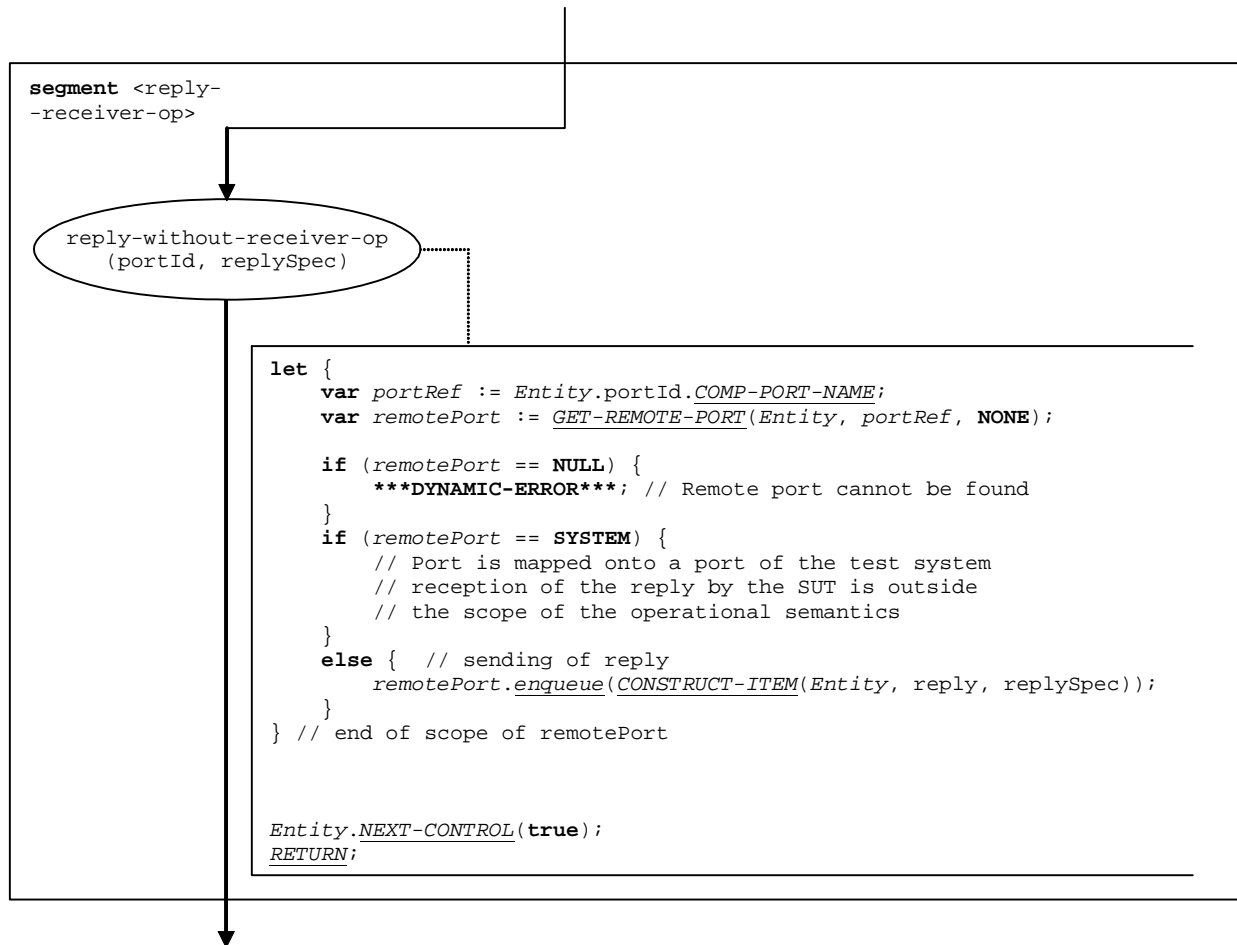 segment <reply-
-receiver-op>
reply-without-receiver-op
(portId, replySpec)
let {
var portRef := Entity.portId.COMP-PORT-NAME;
var remotePort := GET-REMOTE-PORT(Entity, portRef, NONE);
if (remotePort == NULL) {
***DYNAMIC-ERROR***; // Remote port cannot be found
}
if (remotePort == SYSTEM) {
// Port is mapped onto a port of the test system
// reception of the reply by the SUT is outside
// the scope of the operational semantics
}
else {  // sending of reply
remotePort.enqueue(CONSTRUCT-ITEM(Entity, reply, replySpec));
}
} // end of scope of remotePort
Entity.NEXT-CONTROL(true);
RETURN;